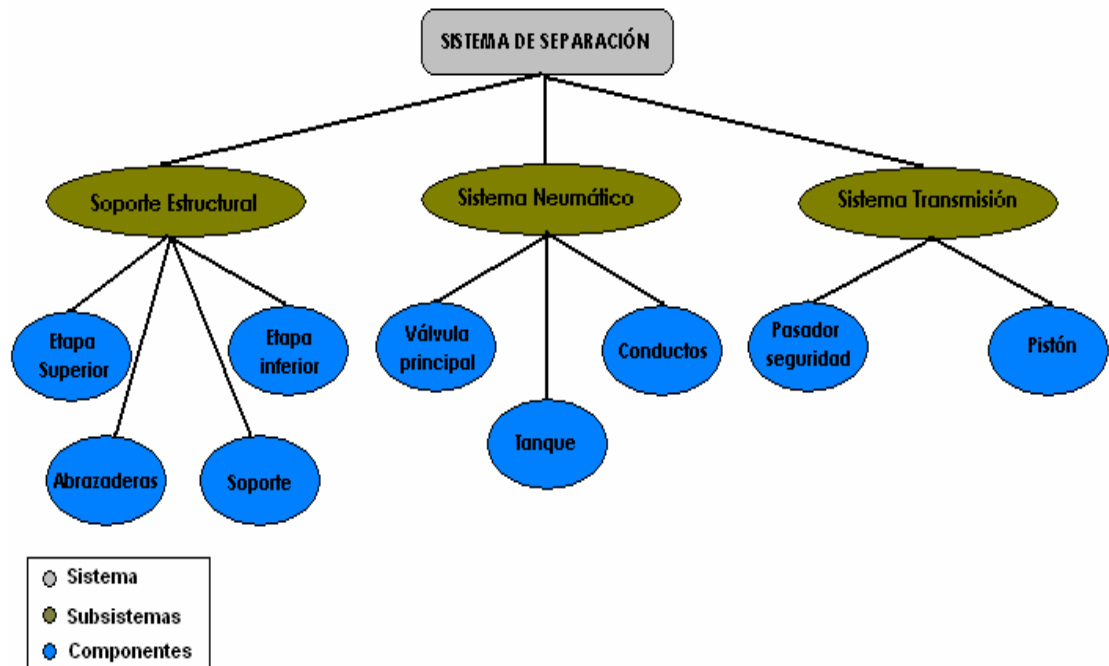 SISTEMA DE SEPARACIÓN
Soporte Estructural
Sistema Neumático
Sistema Transmisión
Etapa
Superior
Etapa
inferior
Válvula
principal
Conductos
Pasador
seguridad
Pistón
Abrazaderas
Soporte
Tanque
Sistema
Subsistemas
Componentes